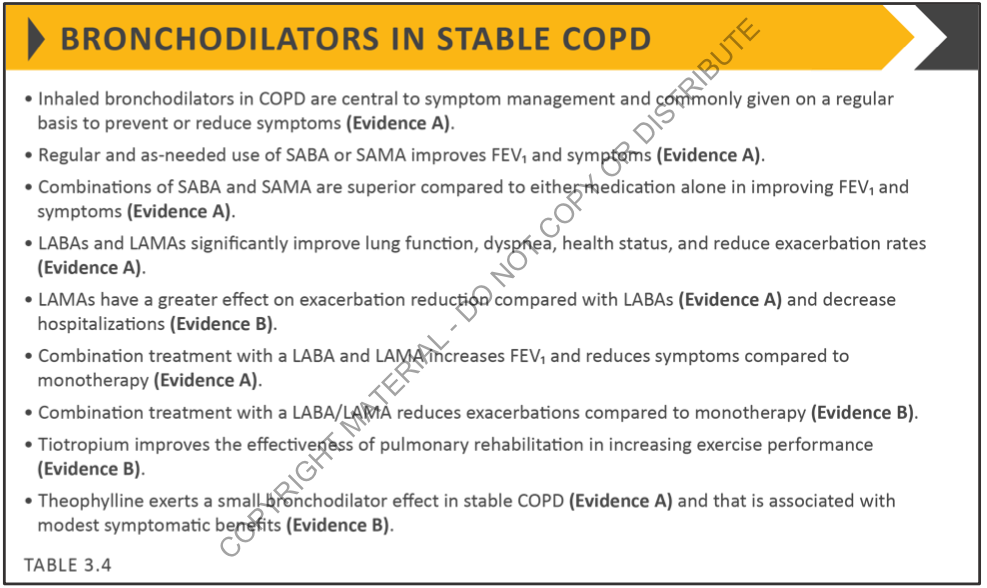 BRONCHODILATORS IN STABLE COPD
• Inhaled bronchodilators in COPD are central to symptom management and commonly given on a regular
basis to prevent or reduce symptoms (Evidence A).
• Regular and as-needed use of SABA or SAMA improves FEV₁ and symptoms (Evidence A).
• Combinations of SABA and SAMA are superior compared to either medication alone in improving FEV₁ and
symptoms (Evidence A).
• LABAs and LAMAs significantly improve lung function, dyspnea, health status, and reduce exacerbation rates
(Evidence A).
• LAMAs have a greater effect on exacerbation reduction compared with LABAs (Evidence A) and decrease
hospitalizations (Evidence B).
• Combination treatment with a LABA and LAMA increases FEV₁ and reduces symptoms compared to
monotherapy (Evidence A).
• Combination treatment with a LABA/LAMA reduces exacerbations compared to monotherapy (Evidence B).
• Tiotropium improves the effectiveness of pulmonary rehabilitation in increasing exercise performance
(Evidence B).
• Theophylline exerts a small bronchodilator effect in stable COPD (Evidence A) and that is associated with
modest symptomatic benefits (Evidence B).
TABLE 3.4
COPYRIGHT MATERIAL - DO NOT COPY OR DISTRIBUTE